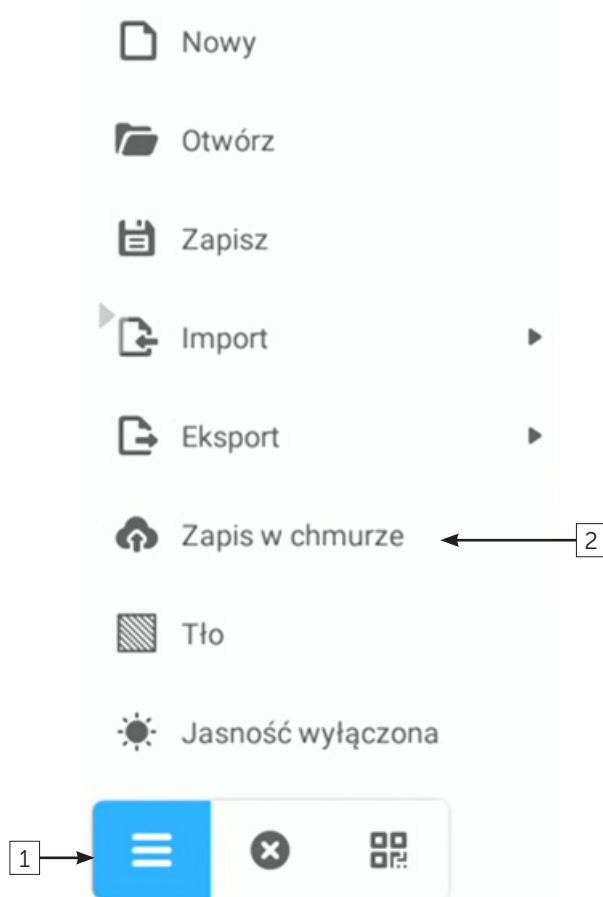 Nowy
Otwórz
Zapisz
Import
Eksport
Zapis w chmurze
2
Tło
Jasność wyłączona
1